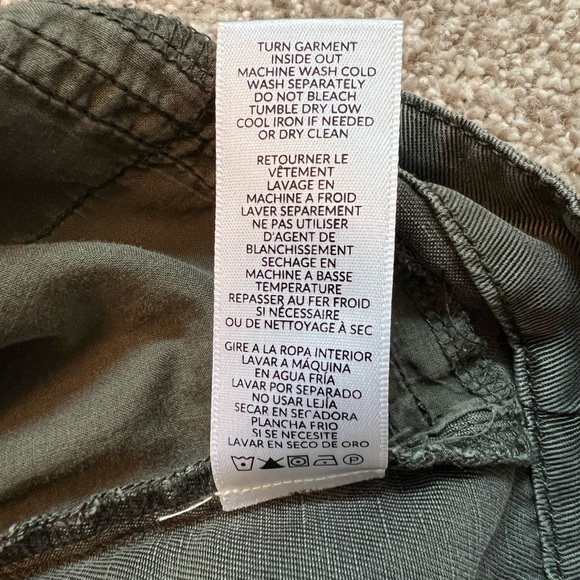 TURN GARMENT
INSIDE OUT
MACHINE WASH COLD
WASH SEPARATELY
DO NOT BLEACH
TUMBLE DRY LOW
COOL IRON IF NEEDED
OR DRY CLEAN
RETOURNER LE
VÊTEMENT
LAVAGE EN
MACHINE A FROID
LAVER SEPAREMENT
NE PAS UTILISER
D'AGENT DE
BLANCHISSEMENT
SECHAGE EN
MACHINE A BASSE
TEMPERATURE
REPASSER AU FER FROID
SI NÉCESSAIRE
OU DE NETTOYAGE À SEC
GIRE A LA ROPA INTERIOR
LAVAR A MÁQUINA
EN AGUA FRÍA
LAVAR POR SEPARADO
NO USAR LEJÍA
SECAR EN SECADORA
PLANCHA FRIO
SI SE NECESITE
LAVAR EN SECO DE ORO
P